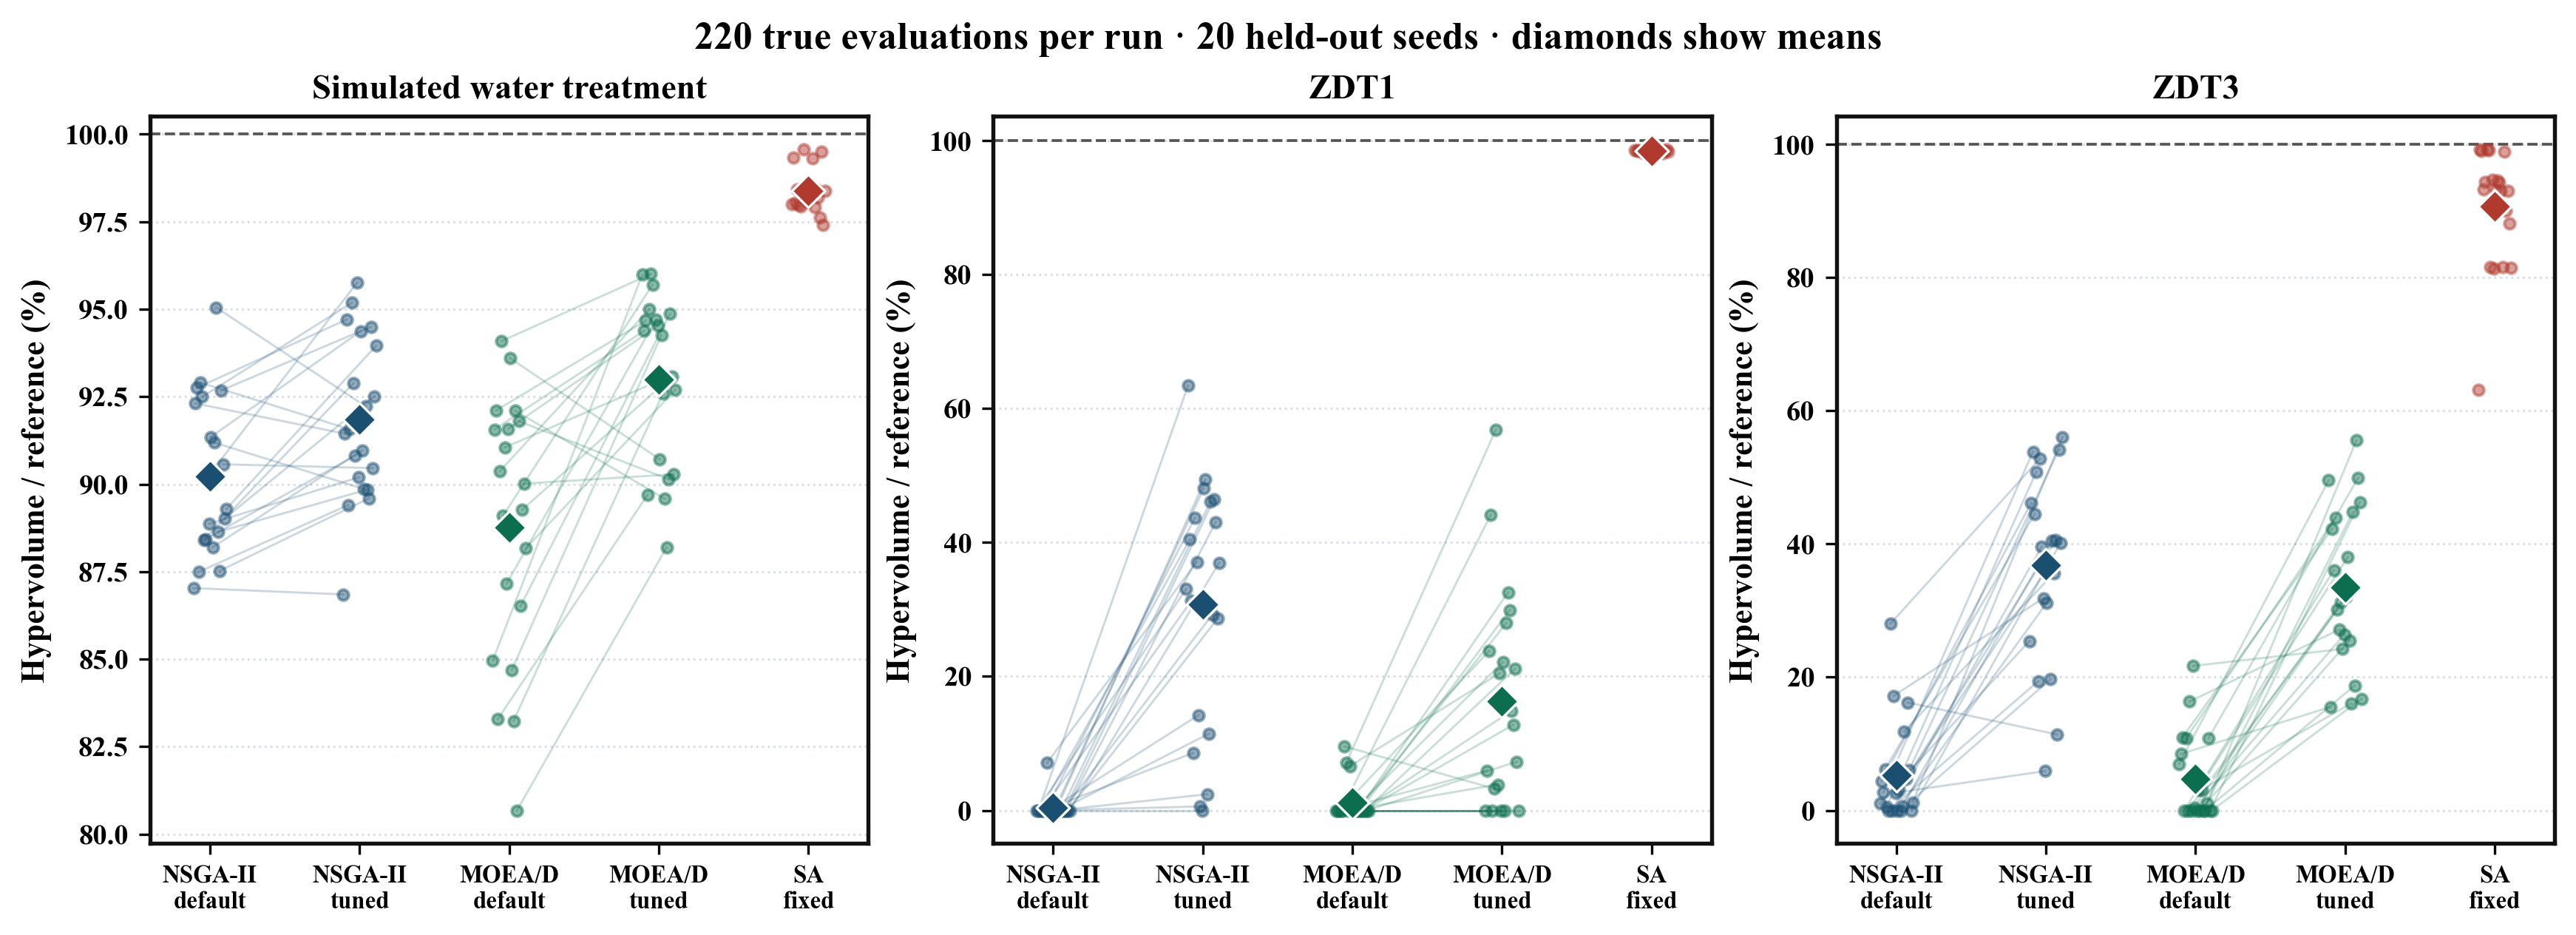 220 true evaluations per run · 20 held-out seeds · diamonds show means
Simulated water treatment
Hypervolume / reference (%)
100.0
97.5
95.0
92.5
90.0
87.5
85.0
82.5
80.0
NSGA-II default
NSGA-II tuned
MOEA/D default
MOEA/D tuned
SA fixed
ZDT1
Hypervolume / reference (%)
100
80
60
40
20
0
NSGA-II default
NSGA-II tuned
MOEA/D default
MOEA/D tuned
SA fixed
ZDT3
Hypervolume / reference (%)
100
80
60
40
20
0
NSGA-II default
NSGA-II tuned
MOEA/D default
MOEA/D tuned
SA fixed